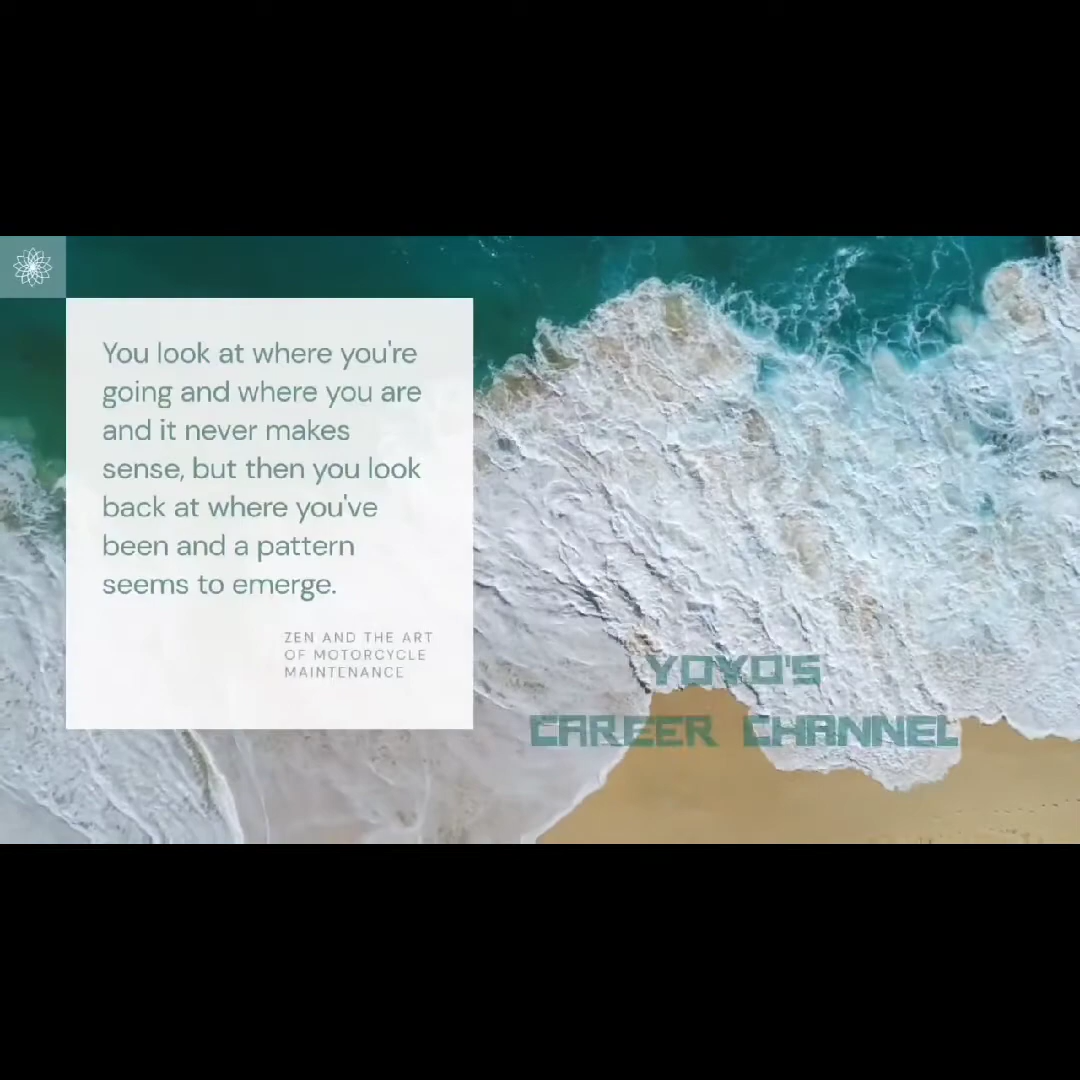 You look at where you're
going and where you are
and it never makes
sense, but then you look
back at where you've
been and a pattern
seems to emerge.
ZEN AND THE ART
OF MOTORCYCLE
MAINTENANCE
YOYO'S
CAREER CHANNEL